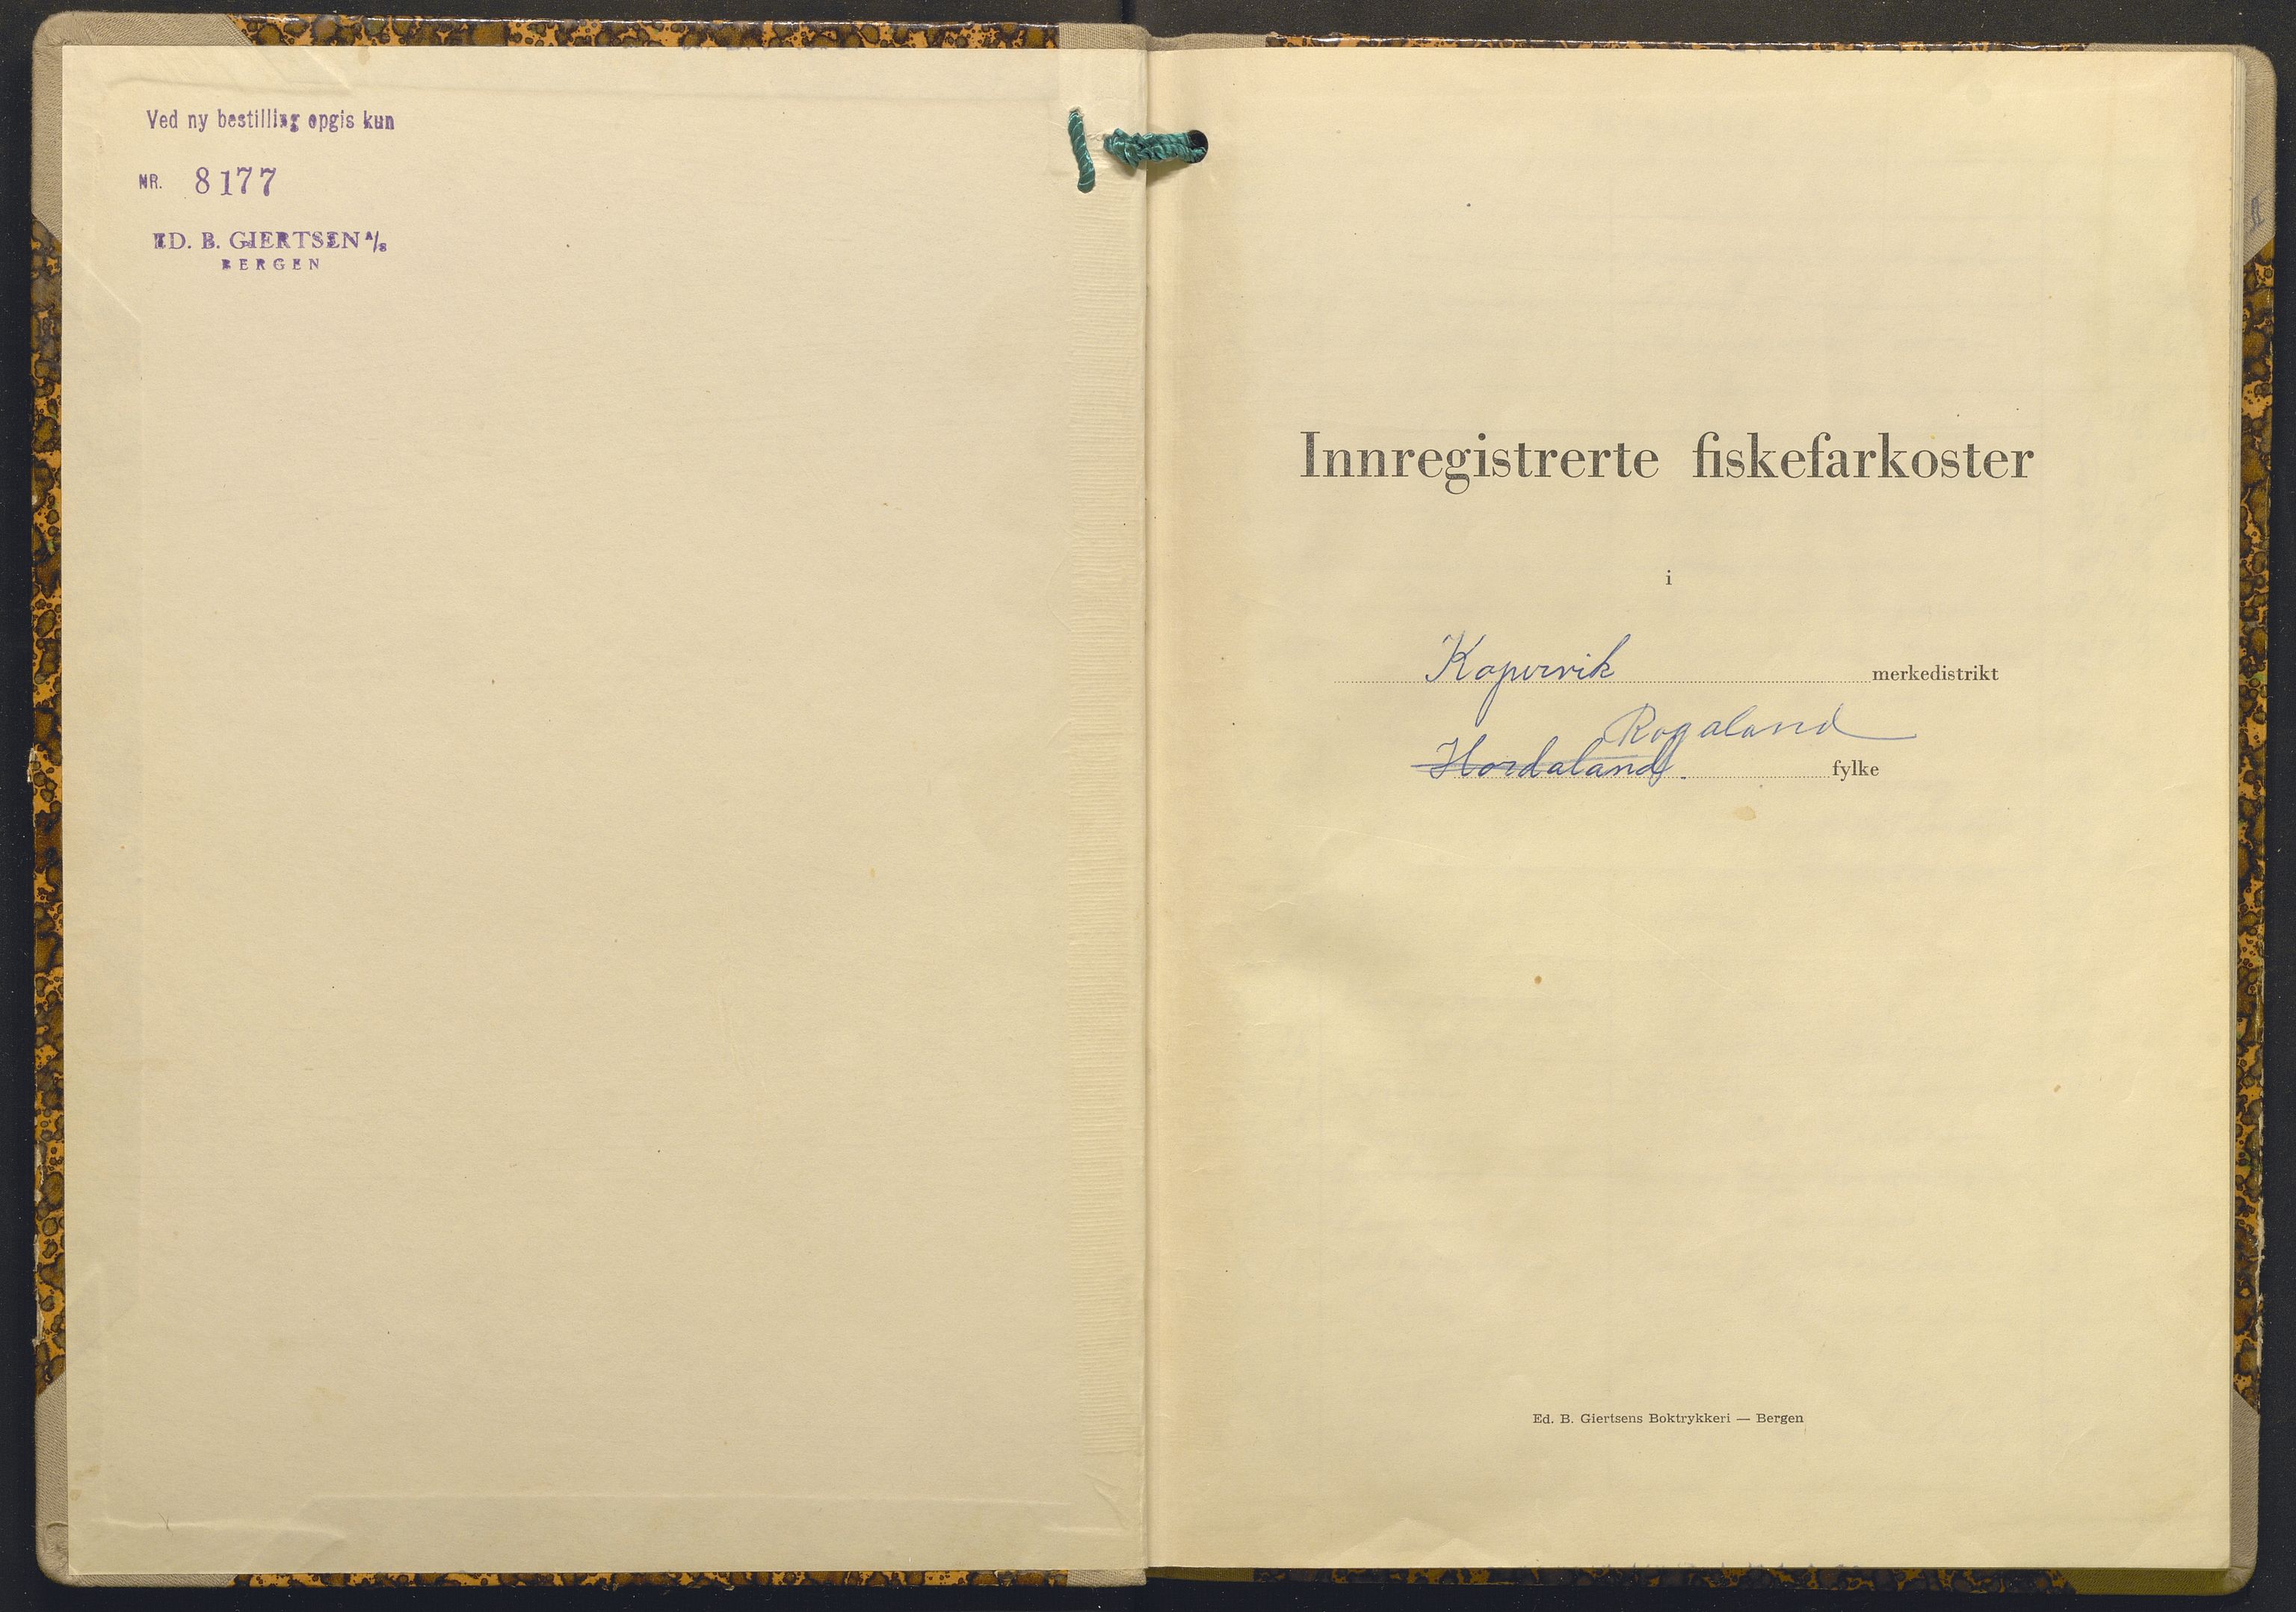 Ved ny bestilling opgis kun
NR. 8177
ED. B. GIERTSEN A/S
BERGEN
Innregistrerte fiskefarkoster
i
Kopervik merkedistrikt
Rogaland
Hordaland. fylke
Ed. B. Giertsens Boktrykkeri — Bergen